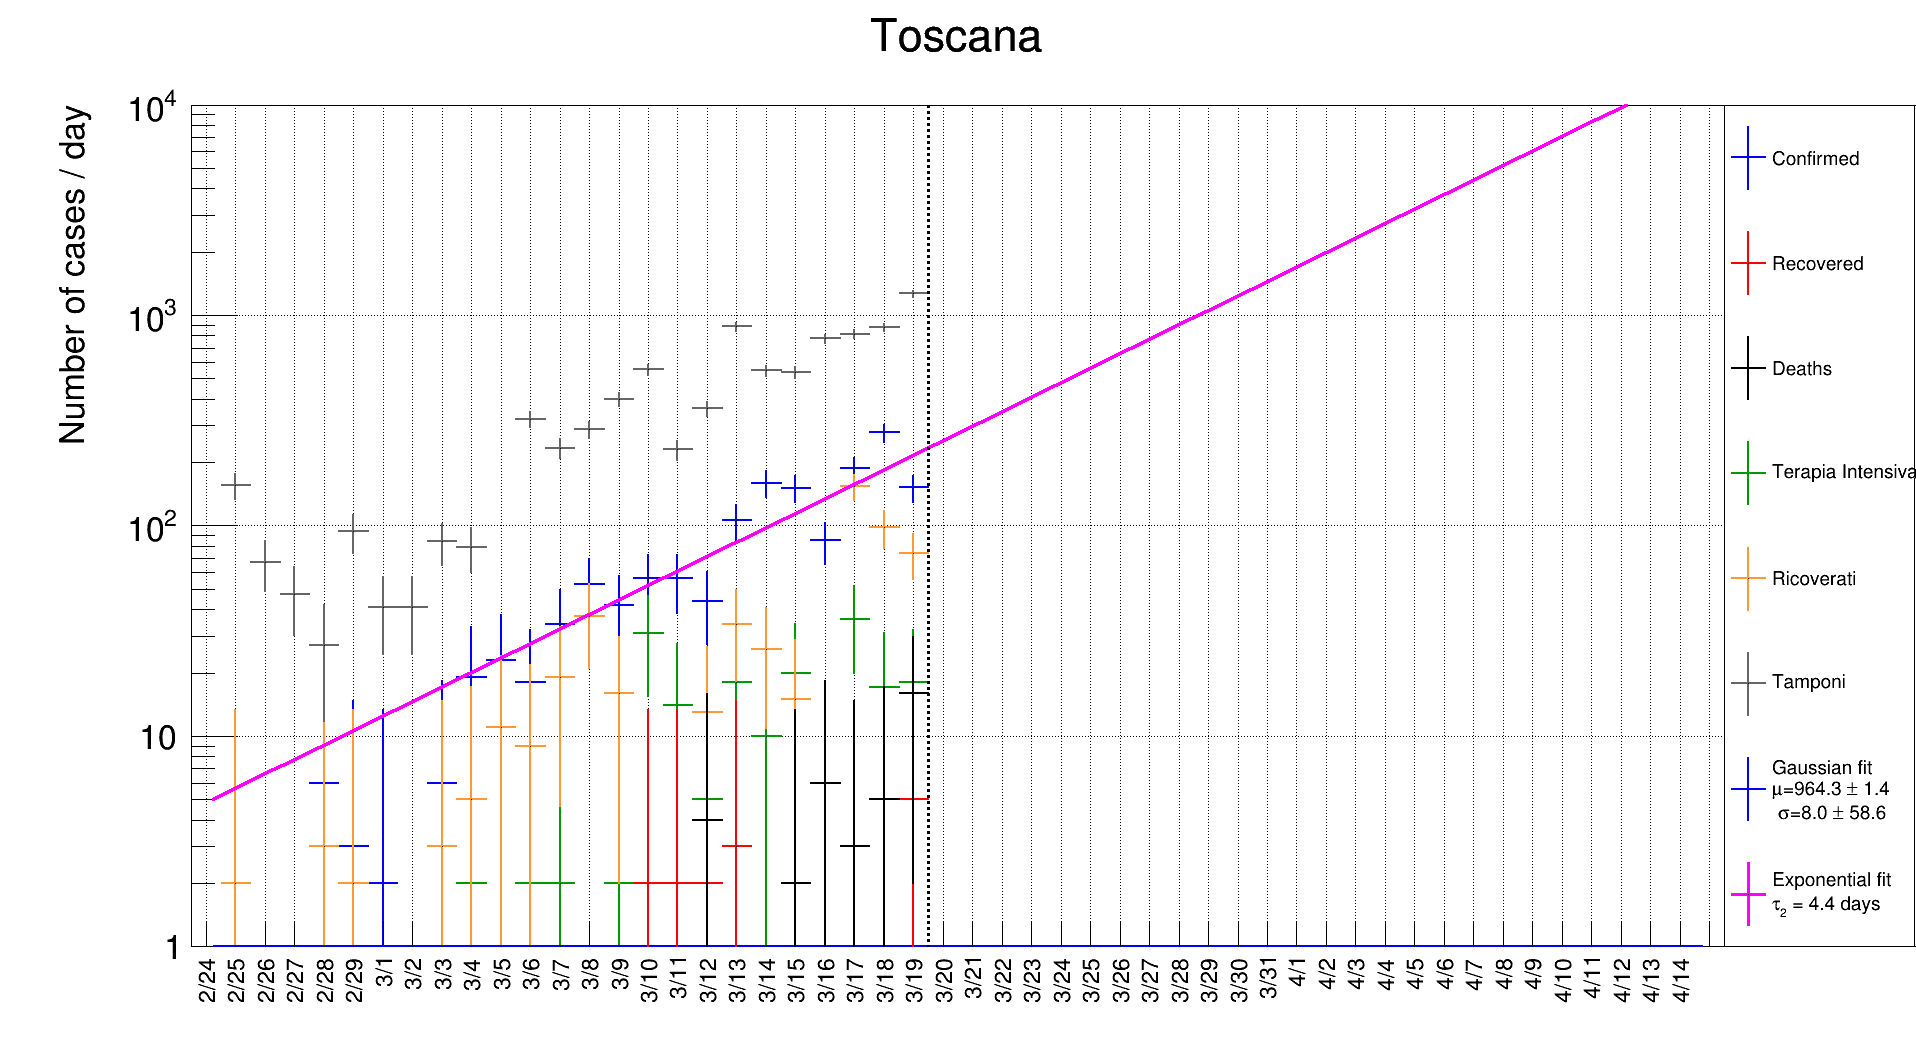 Toscana
Number of cases / day
10^4
10^3
10^2
10
1
2/24 2/25 2/26 2/27 2/28 2/29 3/1 3/2 3/3 3/4 3/5 3/6 3/7 3/8 3/9 3/10 3/11 3/12 3/13 3/14 3/15 3/16 3/17 3/18 3/19 3/20 3/21 3/22 3/23 3/24 3/25 3/26 3/27 3/28 3/29 3/30 3/31 4/1 4/2 4/3 4/4 4/5 4/6 4/7 4/8 4/9 4/10 4/11 4/12 4/13 4/14
Confirmed
Recovered
Deaths
Terapia Intensiva
Ricoverati
Tamponi
Gaussian fit
μ=964.3 ± 1.4
σ=8.0 ± 58.6
Exponential fit
τ₂ = 4.4 days